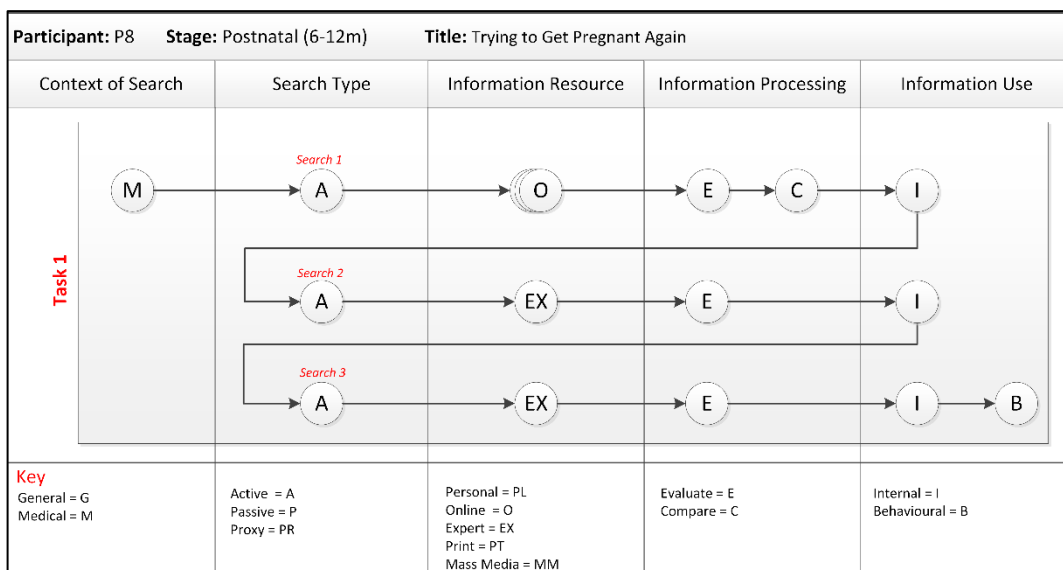 Participant: P8 Stage: Postnatal (6-12m) Title: Trying to Get Pregnant Again
Context of Search Search Type Information Resource Information Processing Information Use
Task 1
Search 1
M A O E C I
Search 2
A EX E I
Search 3
A EX E I B
Key
General = G
Medical = M
Active = A
Passive = P
Proxy = PR
Personal = PL
Online = O
Expert = EX
Print = PT
Mass Media = MM
Evaluate = E
Compare = C
Internal = I
Behavioural = B